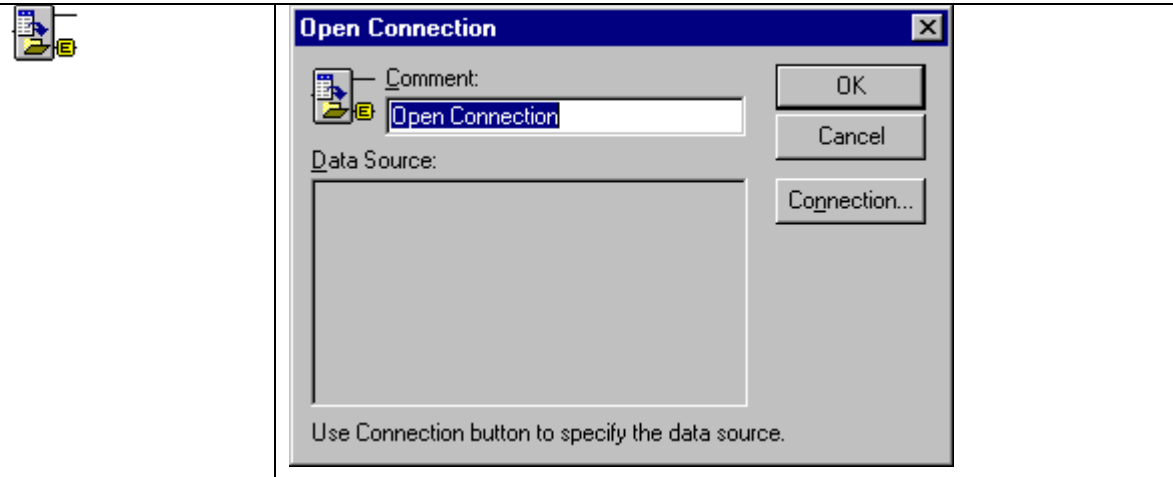 Open Connection
Comment:
OK
E
E
Open Connection
Cancel
Data Source:
Connection...
Use Connection button to specify the data source.